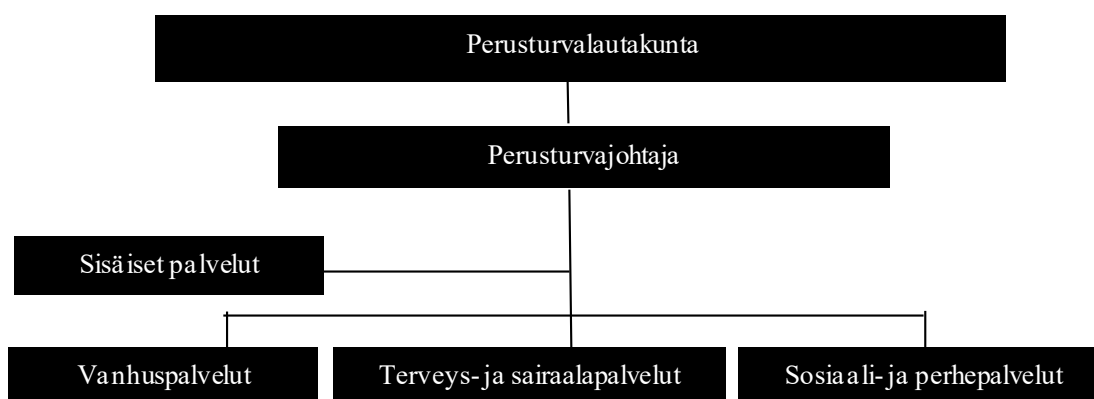 Perusturvalautakunta
Perusturvajohtaja
Sisäiset palvelut
Vanhuspalvelut
Terveys- ja sairaalapalvelut
Sosiaali- ja perhepalvelut